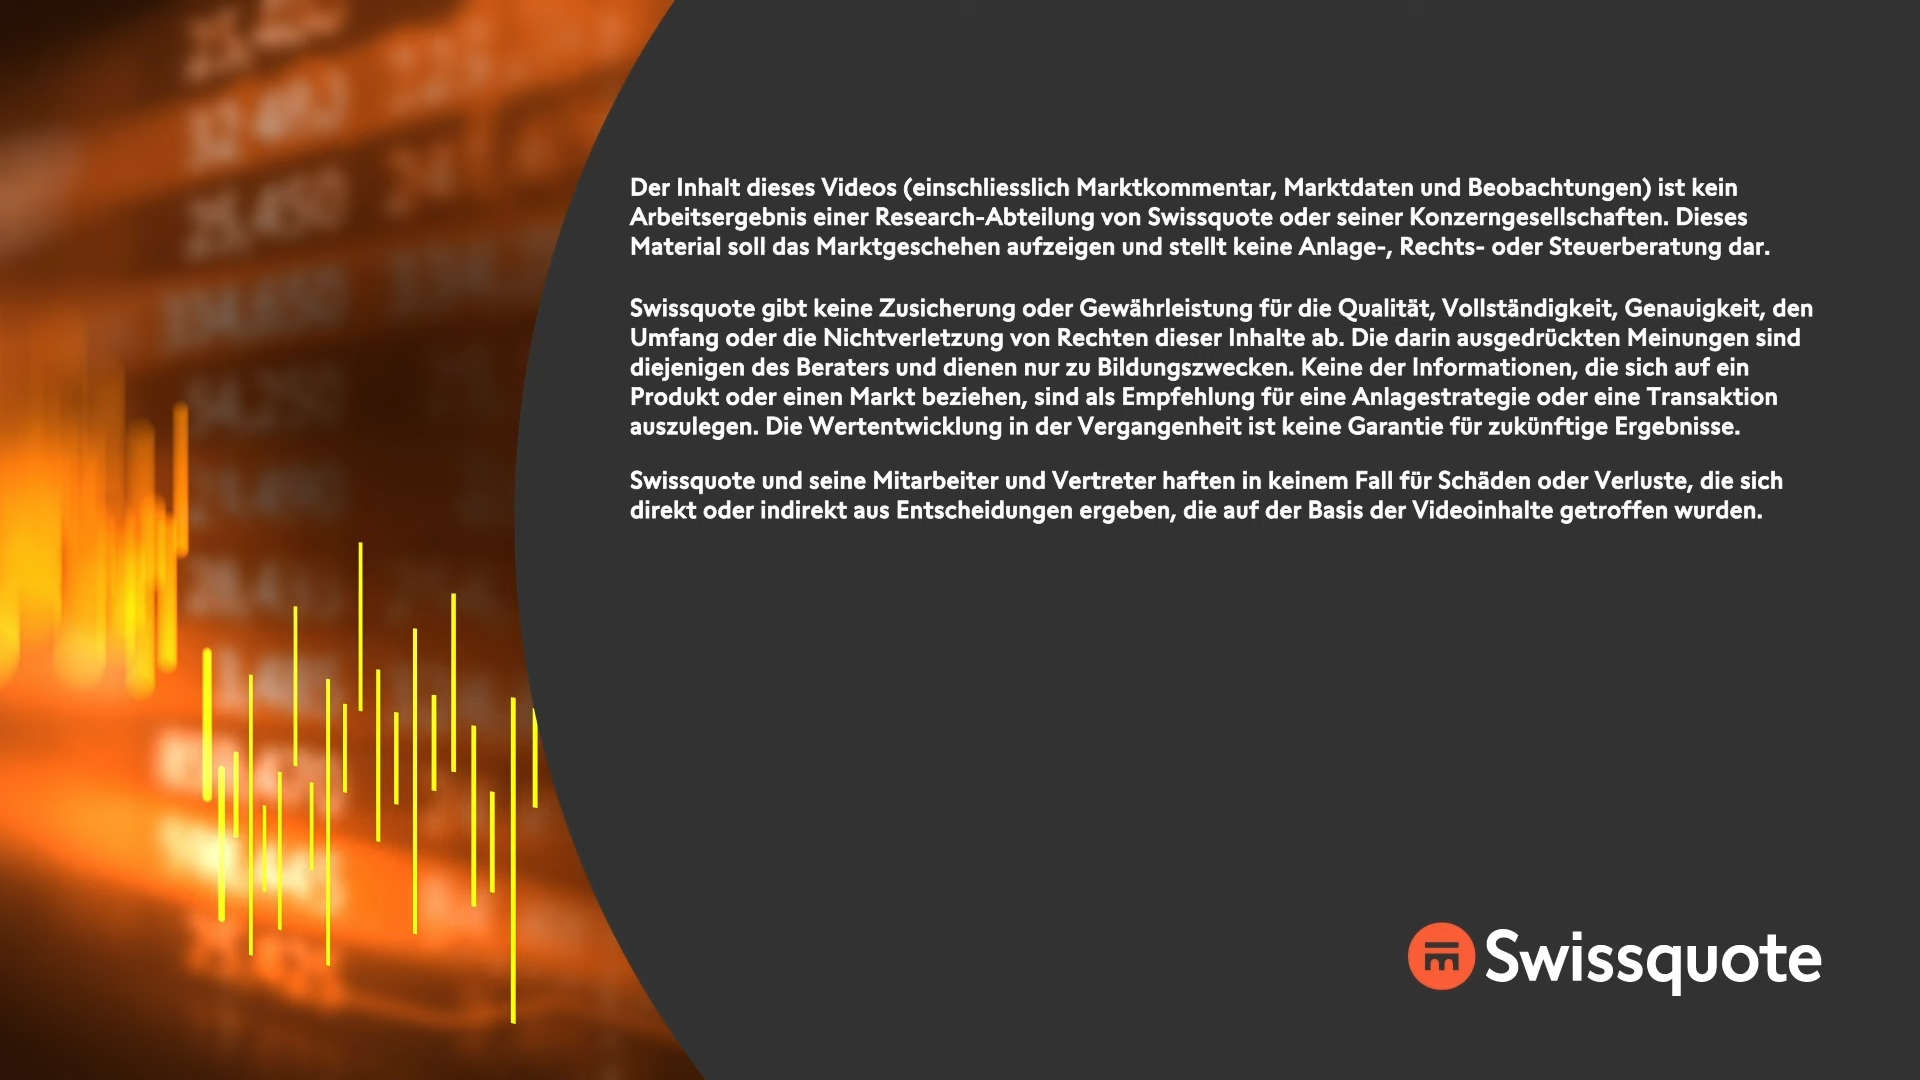 Der Inhalt dieses Videos (einschliesslich Marktkommentar, Marktdaten und Beobachtungen) ist kein
Arbeitsergebnis einer Research-Abteilung von Swissquote oder seiner Konzerngesellschaften. Dieses
Material soll das Marktgeschehen aufzeigen und stellt keine Anlage-, Rechts- oder Steuerberatung dar.
Swissquote gibt keine Zusicherung oder Gewährleistung für die Qualität, Vollständigkeit, Genauigkeit, den
Umfang oder die Nichtverletzung von Rechten dieser Inhalte ab. Die darin ausgedrückten Meinungen sind
diejenigen des Beraters und dienen nur zu Bildungszwecken. Keine der Informationen, die sich auf ein
Produkt oder einen Markt beziehen, sind als Empfehlung für eine Anlagestrategie oder eine Transaktion
auszulegen. Die Wertentwicklung in der Vergangenheit ist keine Garantie für zukünftige Ergebnisse.
Swissquote und seine Mitarbeiter und Vertreter haften in keinem Fall für Schäden oder Verluste, die sich
direkt oder indirekt aus Entscheidungen ergeben, die auf der Basis der Videoinhalte getroffen wurden.
Swissquote